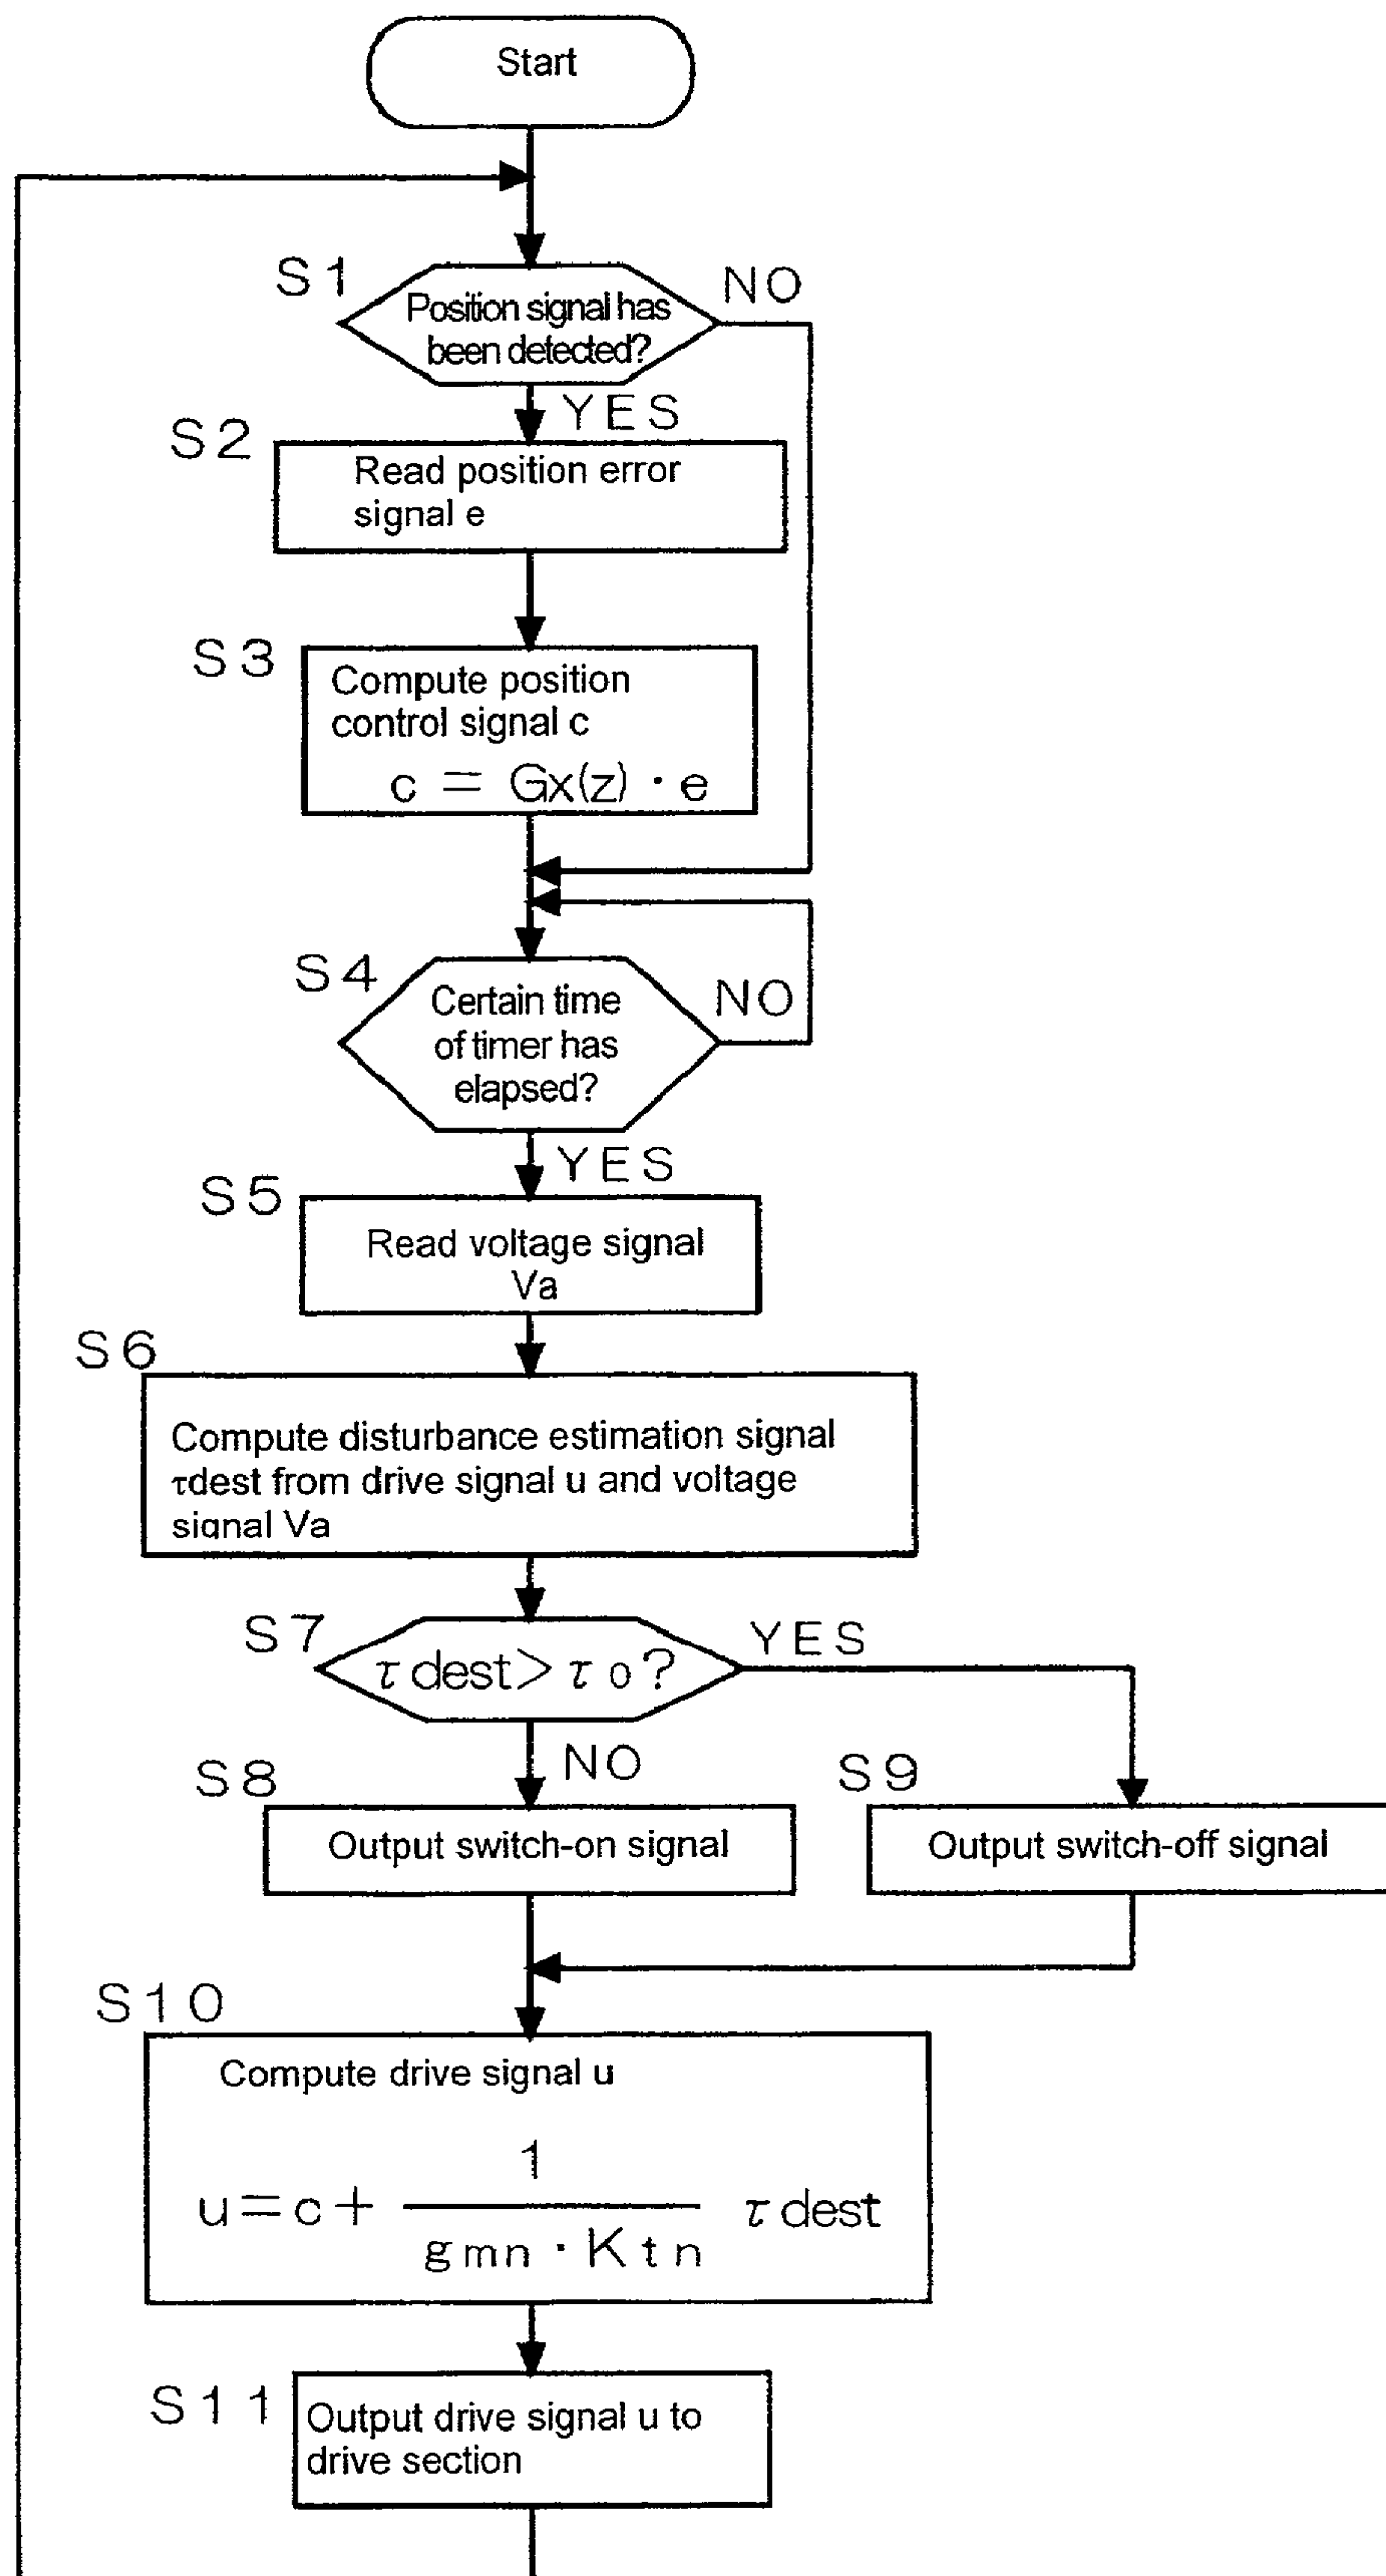 Start
S1
Position signal has
been detected?
NO
YES
S2
Read position error
signal e
S3
Compute position
control signal c
c = Gx(z) · e
S4
Certain time
of timer has
elapsed?
NO
YES
S5
Read voltage signal
Va
S6
Compute disturbance estimation signal
τdest from drive signal u and voltage
signal Va
S7
τdest > τo?
YES
NO
S8
Output switch-on signal
S9
Output switch-off signal
S10
Compute drive signal u
1
u = c + τdest
gmn · Ktn
S11
Output drive signal u to
drive section